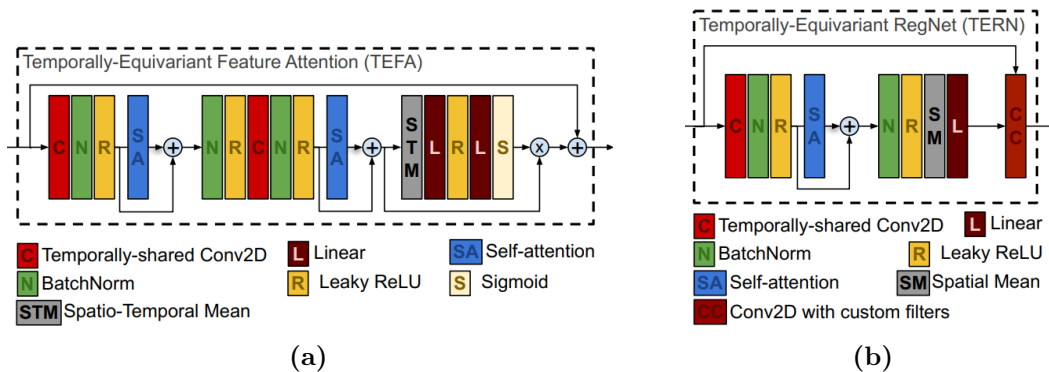 Temporally-Equivariant Feature Attention (TEFA)
C N R SA + N R C N R SA + STM L R L S x +
C Temporally-shared Conv2D L Linear SA Self-attention
N BatchNorm R Leaky ReLU S Sigmoid
STM Spatio-Temporal Mean
(a)
Temporally-Equivariant RegNet (TERN)
C N R SA + N R SM L CC
C Temporally-shared Conv2D L Linear
N BatchNorm R Leaky ReLU
SA Self-attention SM Spatial Mean
CC Conv2D with custom filters
(b)